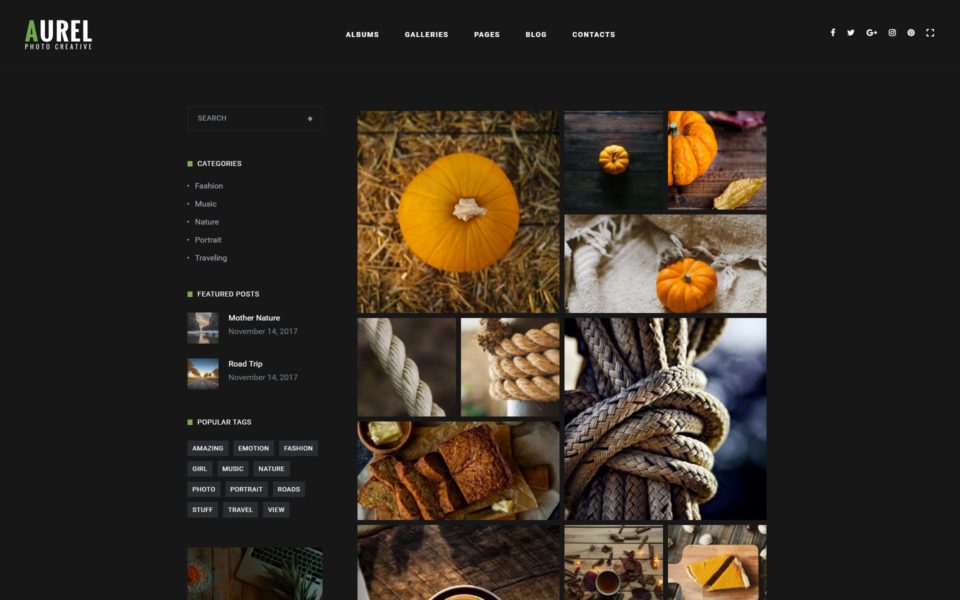 AUREL
PHOTO CREATIVE
ALBUMS GALLERIES PAGES BLOG CONTACTS
SEARCH
CATEGORIES
Fashion
Music
Nature
Portrait
Traveling
FEATURED POSTS
Mother Nature
November 14, 2017
Road Trip
November 14, 2017
POPULAR TAGS
AMAZING EMOTION FASHION
GIRL MUSIC NATURE
PHOTO PORTRAIT ROADS
STUFF TRAVEL VIEW